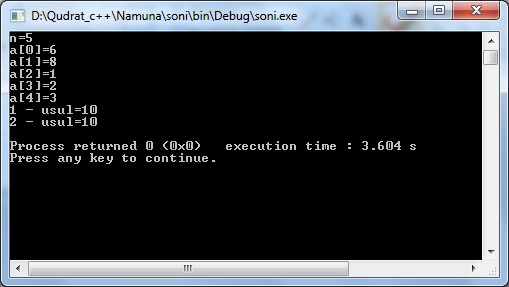 D:\Qudrat_c++\Namuna\soni\bin\Debug\soni.exe
n=5
a[0]=6
a[1]=8
a[2]=1
a[3]=2
a[4]=3
1 - usul=10
2 - usul=10
Process returned 0 (0x0)   execution time : 3.604 s
Press any key to continue.